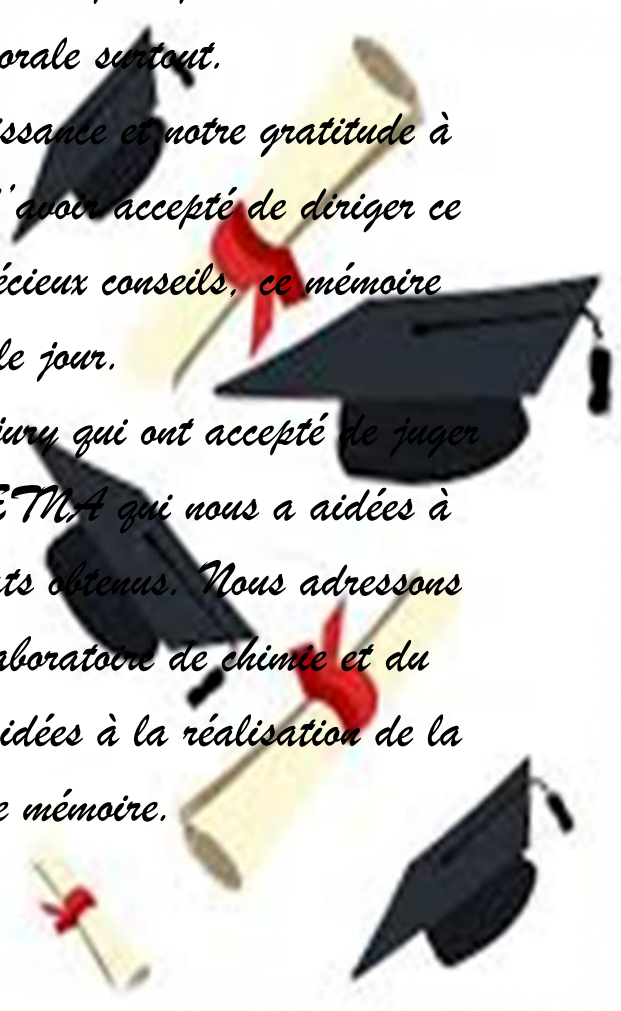 orale surtout.
issance et notre gratitude à
l'avoir accepté de diriger ce
écieux conseils, ce mémoire
le jour.
jury qui ont accepté de juger
ETNA qui nous a aidées à
nts obtenus. Nous adressons
aboratoire de chimie et du
idées à la réalisation de la
e mémoire.